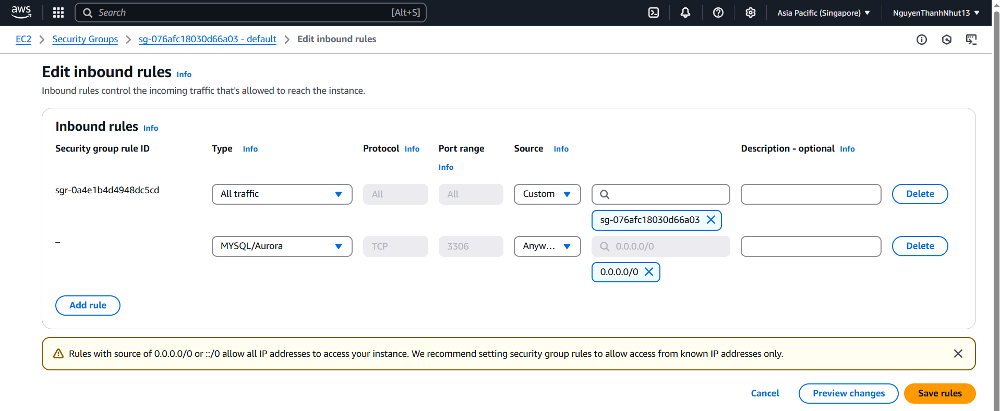 aws
Search [Alt+S] Asia Pacific (Singapore) NguyenThanhNhut13
EC2 Security Groups sg-076afc18030d66a03 - default Edit inbound rules
Edit inbound rules Info
Inbound rules control the incoming traffic that's allowed to reach the instance.
Inbound rules Info
Security group rule ID Type Info Protocol Info Port range Info Source Info Description - optional Info
sgr-0a4e1b4d4948dc5cd All traffic All All Custom Delete
sg-076afc18030d66a03
– MYSQL/Aurora TCP 3306 Anyw... 0.0.0.0/0 Delete
0.0.0.0/0
Add rule
Rules with source of 0.0.0.0/0 or ::/0 allow all IP addresses to access your instance. We recommend setting security group rules to allow access from known IP addresses only.
Cancel Preview changes Save rules